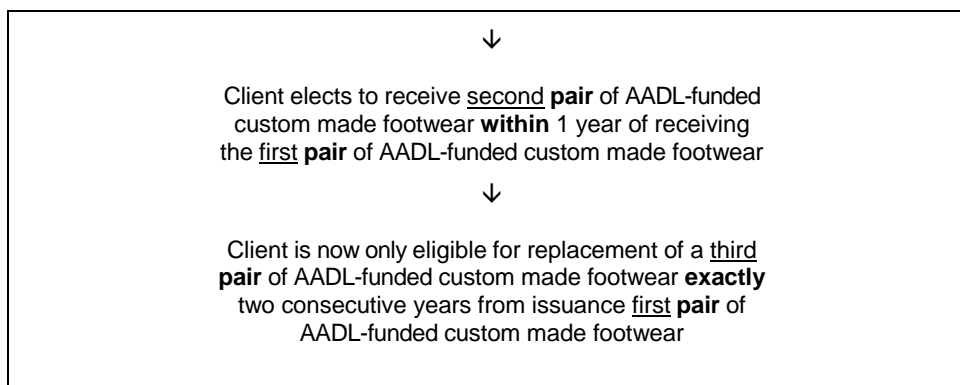 ↓
Client elects to receive second pair of AADL-funded
custom made footwear within 1 year of receiving
the first pair of AADL-funded custom made footwear
↓
Client is now only eligible for replacement of a third
pair of AADL-funded custom made footwear exactly
two consecutive years from issuance first pair of
AADL-funded custom made footwear